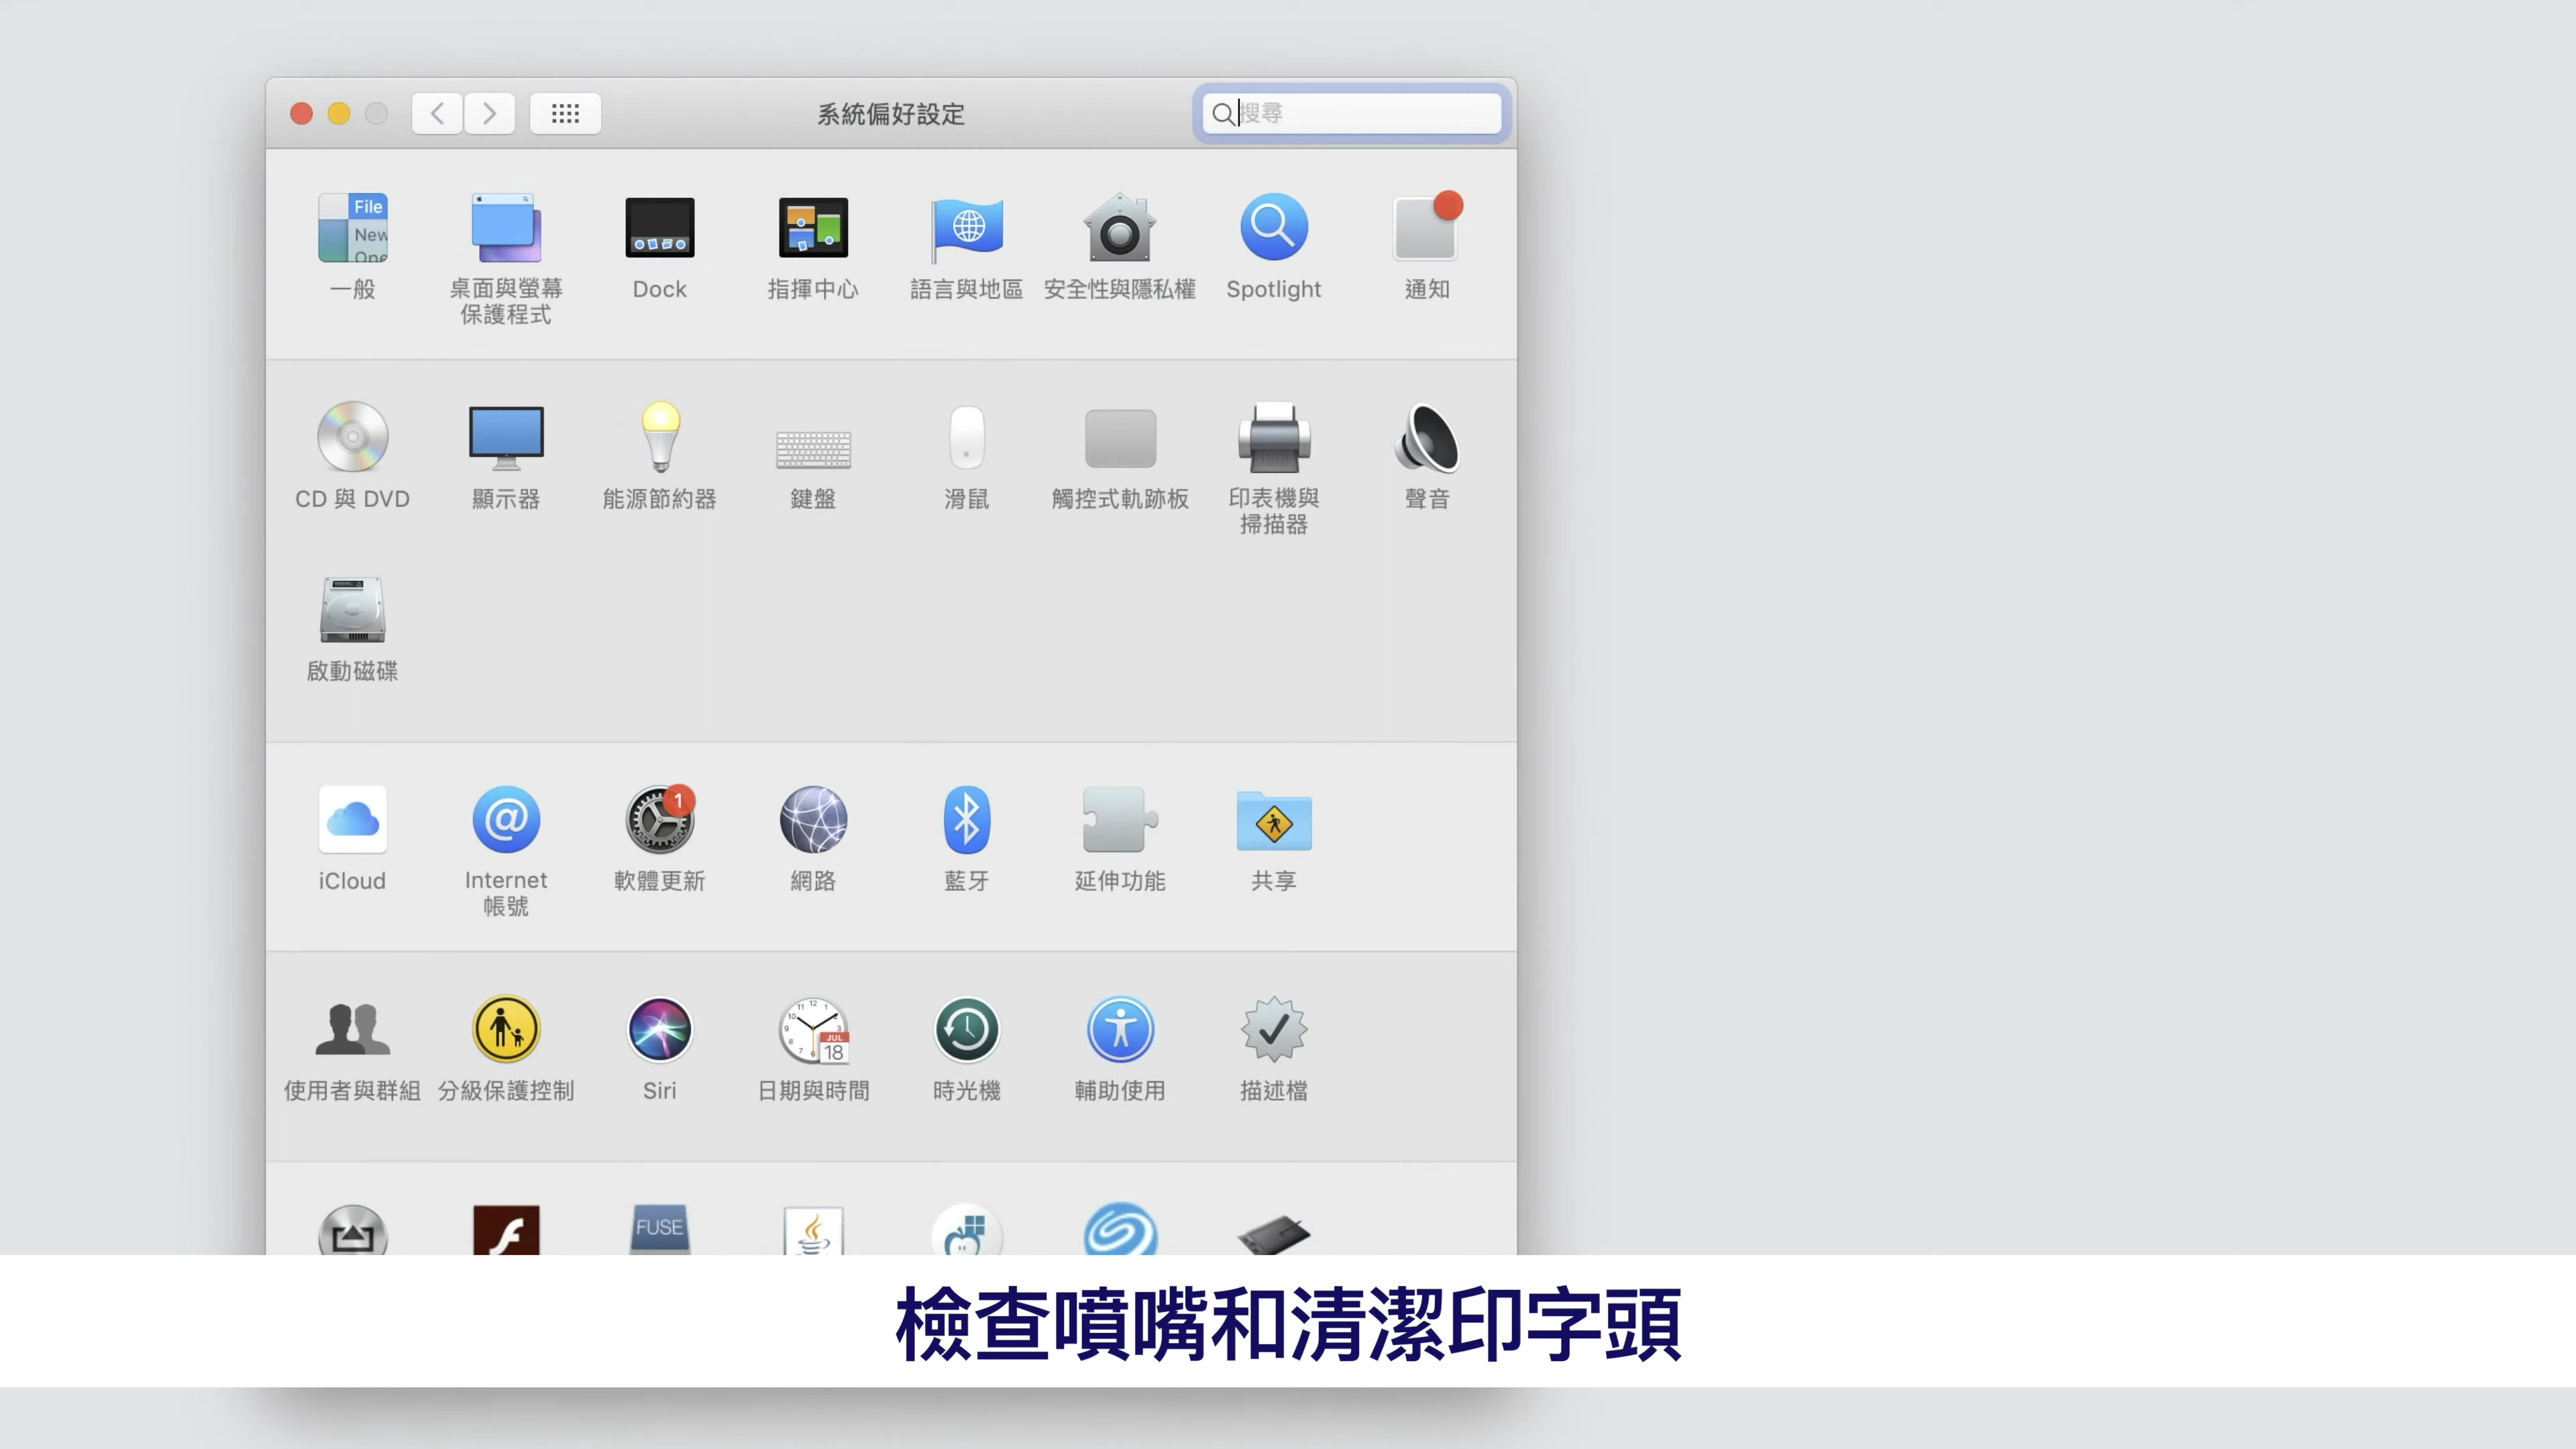 系統偏好設定
搜尋
File
New
Ope
一般
桌面與螢幕
保護程式
Dock
指揮中心
語言與地區
安全性與隱私權
Spotlight
通知
CD 與 DVD
顯示器
能源節約器
鍵盤
滑鼠
觸控式軌跡板
印表機與
掃描器
聲音
啟動磁碟
iCloud
@
Internet
帳號
1
軟體更新
網路
藍牙
延伸功能
共享
使用者與群組
分級保護控制
Siri
JUL
18
日期與時間
時光機
輔助使用
描述檔
FUSE
檢查噴嘴和清潔印字頭